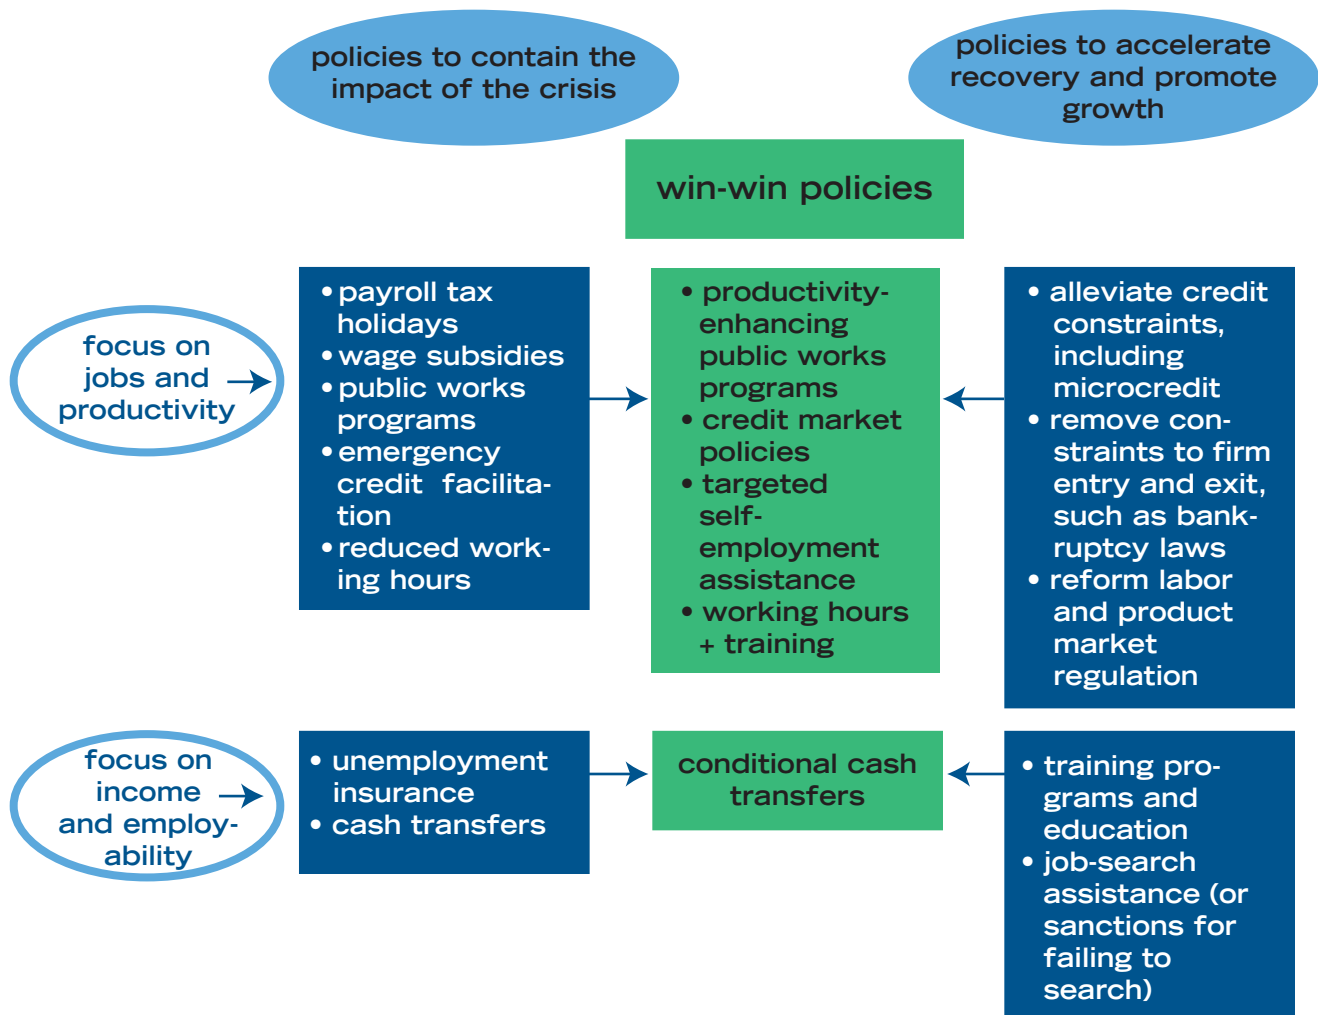 policies to contain the
impact of the crisis
policies to accelerate
recovery and promote
growth
win-win policies
focus on
jobs and
productivity
• payroll tax
holidays
• wage subsidies
• public works
programs
• emergency
credit facilita-
tion
• reduced work-
ing hours
• productivity-
enhancing
public works
programs
• credit market
policies
• targeted
self-
employment
assistance
• working hours
+ training
• alleviate credit
constraints,
including
microcredit
• remove con-
straints to firm
entry and exit,
such as bank-
ruptcy laws
• reform labor
and product
market
regulation
focus on
income
and employ-
ability
• unemployment
insurance
• cash transfers
conditional cash
transfers
• training pro-
grams and
education
• job-search
assistance (or
sanctions for
failing to
search)